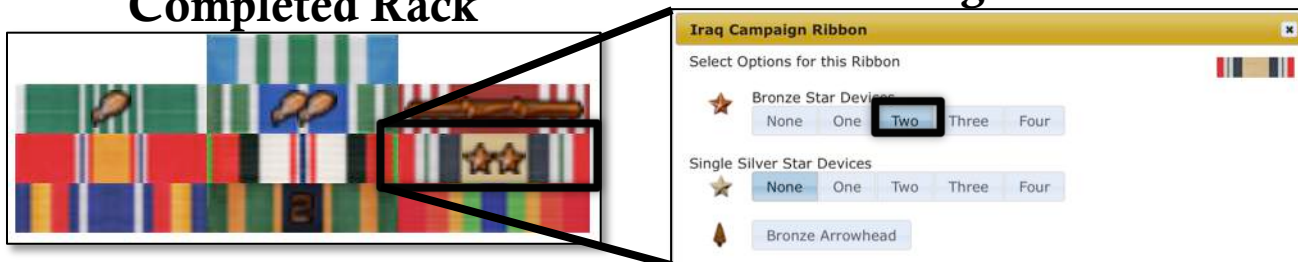 Completed Rack
Iraq Campaign Ribbon
Select Options for this Ribbon
Bronze Star Devices
None One Two Three Four
Single Silver Star Devices
None One Two Three Four
Bronze Arrowhead
2